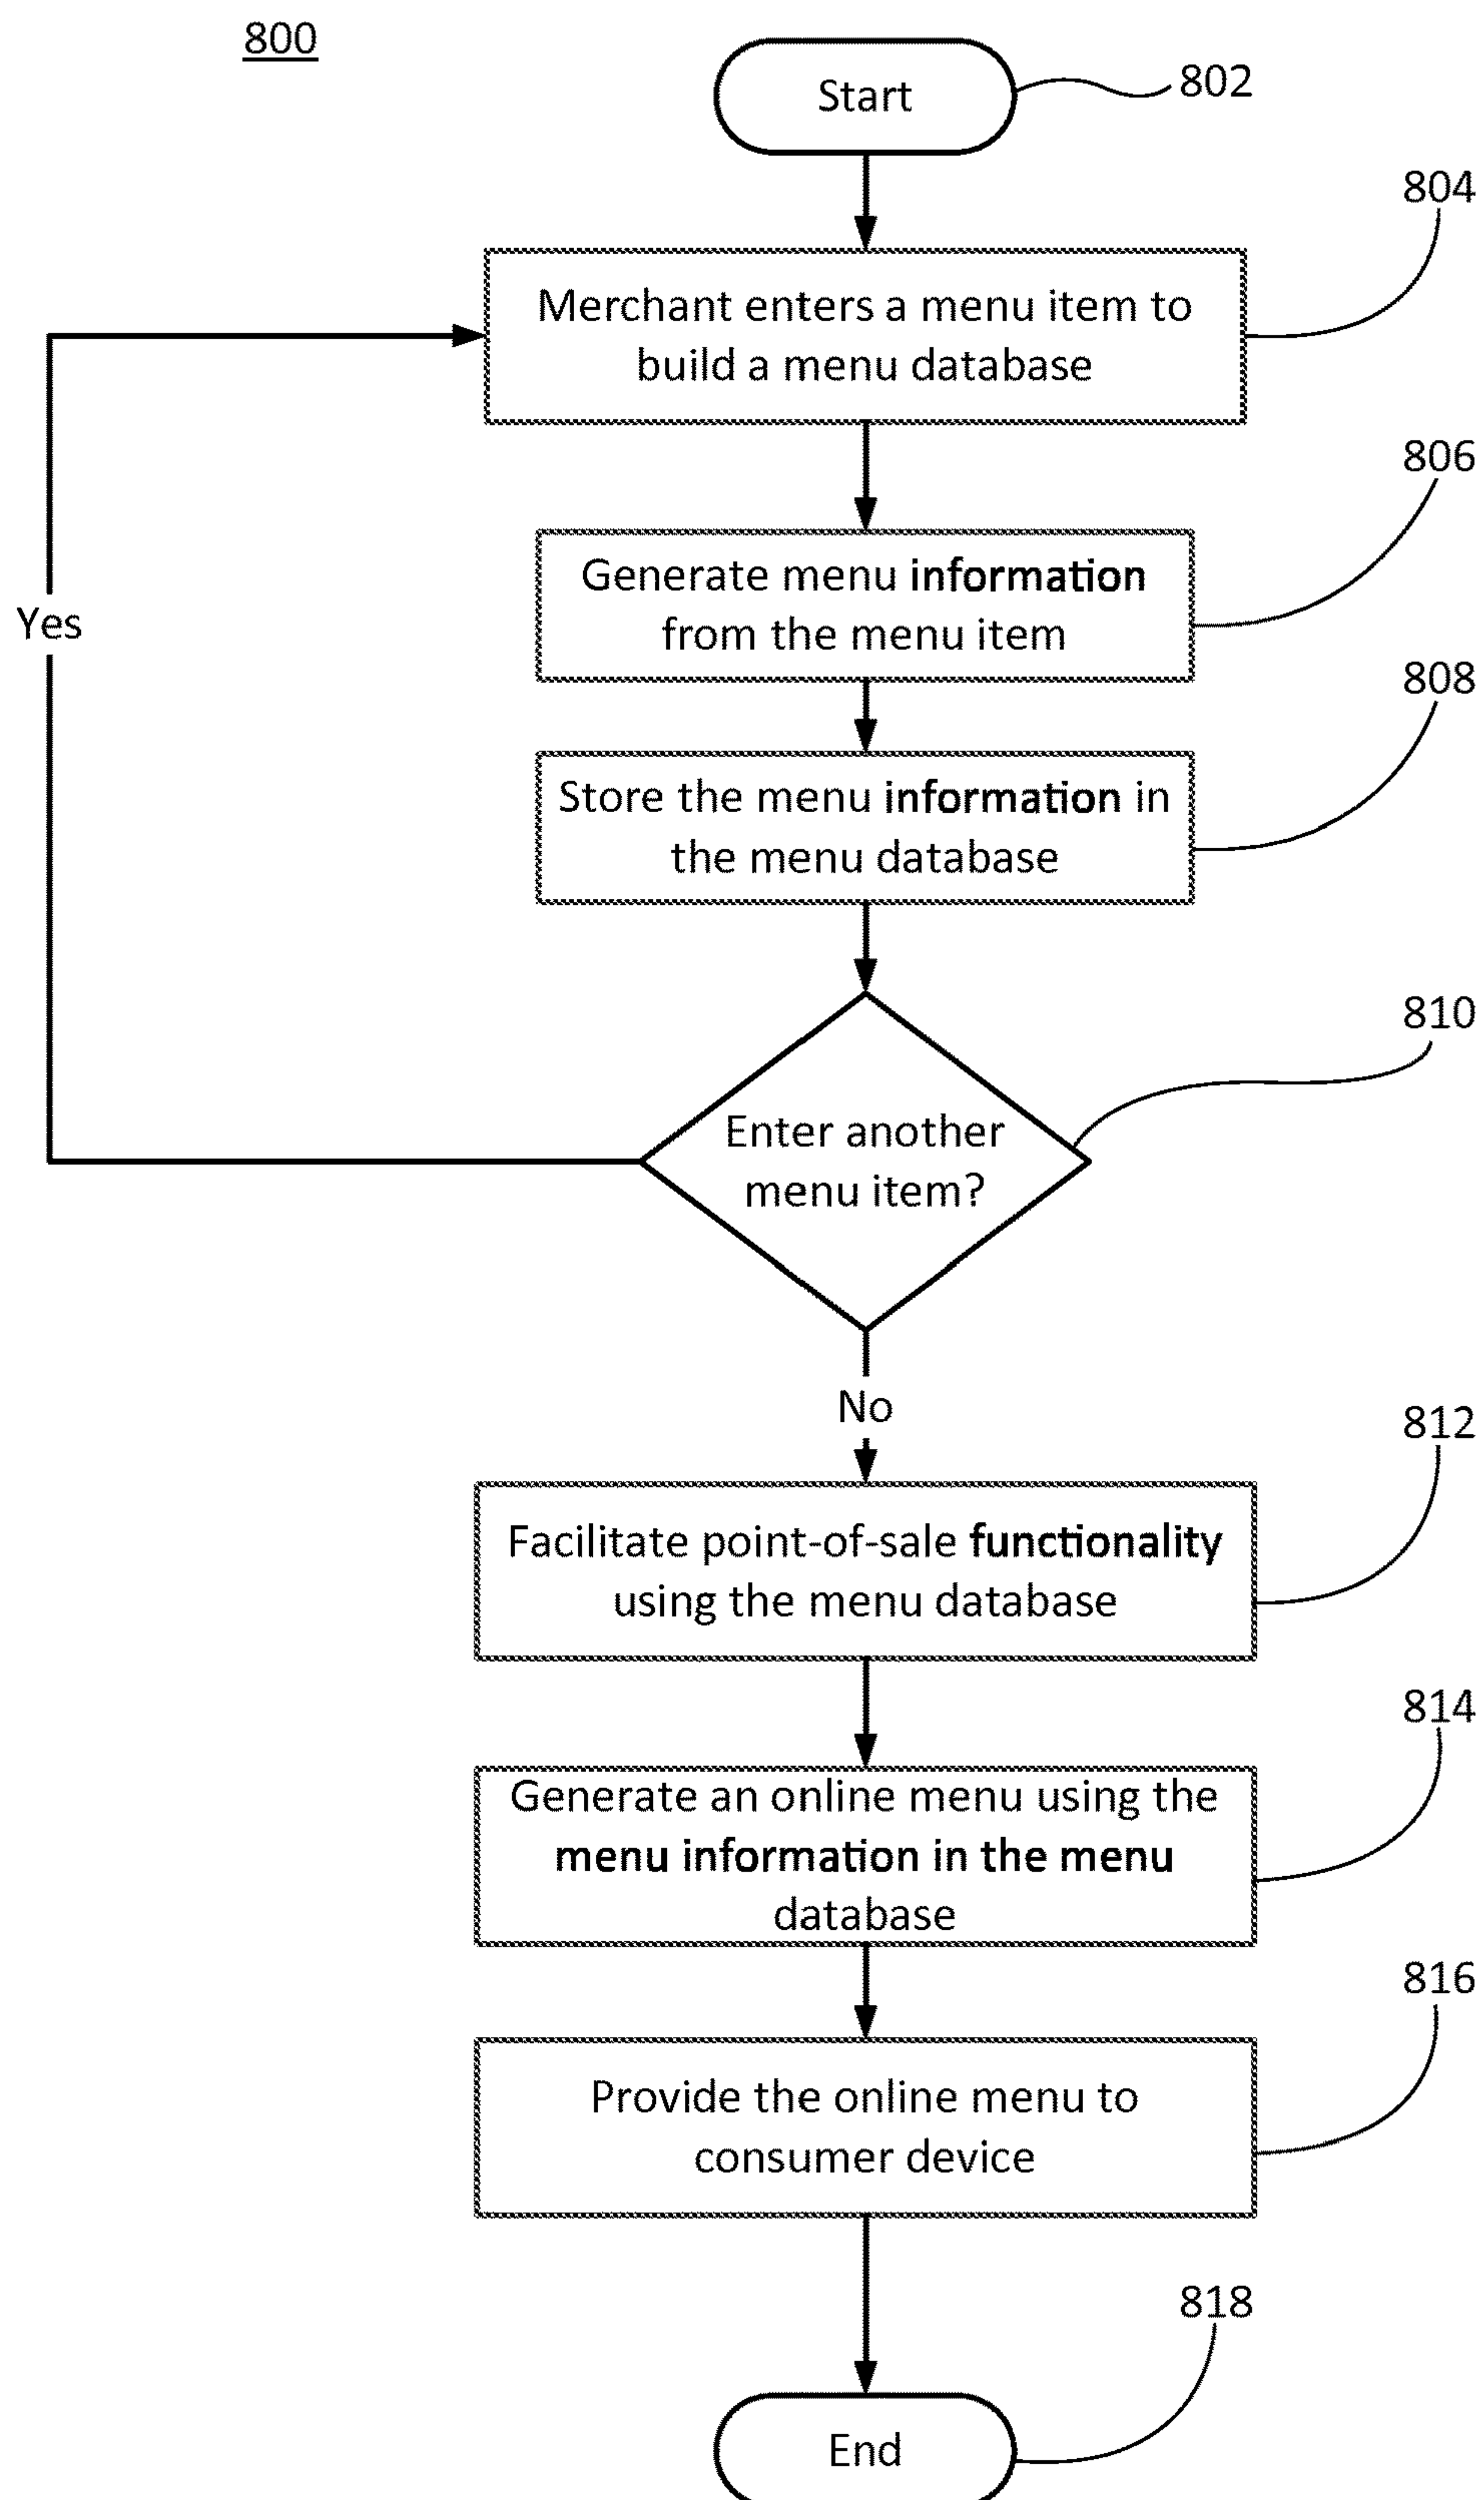 800
Start
802
804
Merchant enters a menu item to
build a menu database
806
Generate menu information
from the menu item
Yes
808
Store the menu information in
the menu database
810
Enter another
menu item?
No
812
Facilitate point-of-sale functionality
using the menu database
814
Generate an online menu using the
menu information in the menu
database
816
Provide the online menu to
consumer device
818
End